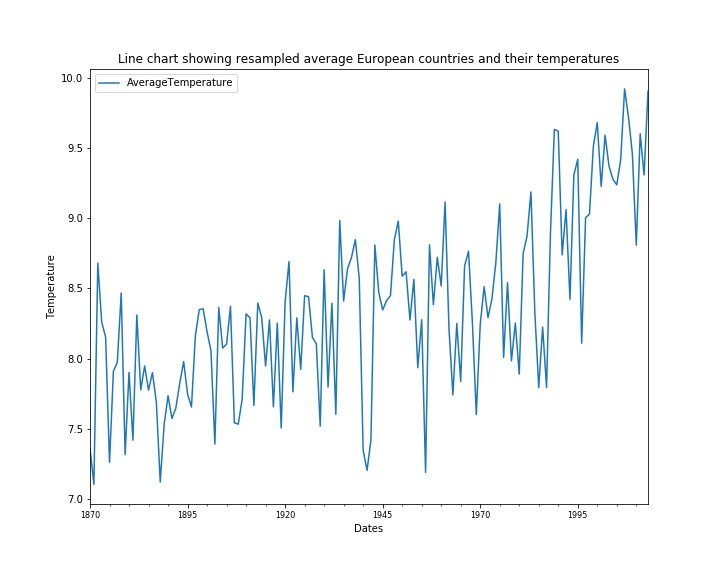 Line chart showing resampled average European countries and their temperatures
AverageTemperature
10.0
9.5
9.0
8.5
8.0
7.5
7.0
Temperature
1870 1895 1920 1945 1970 1995
Dates